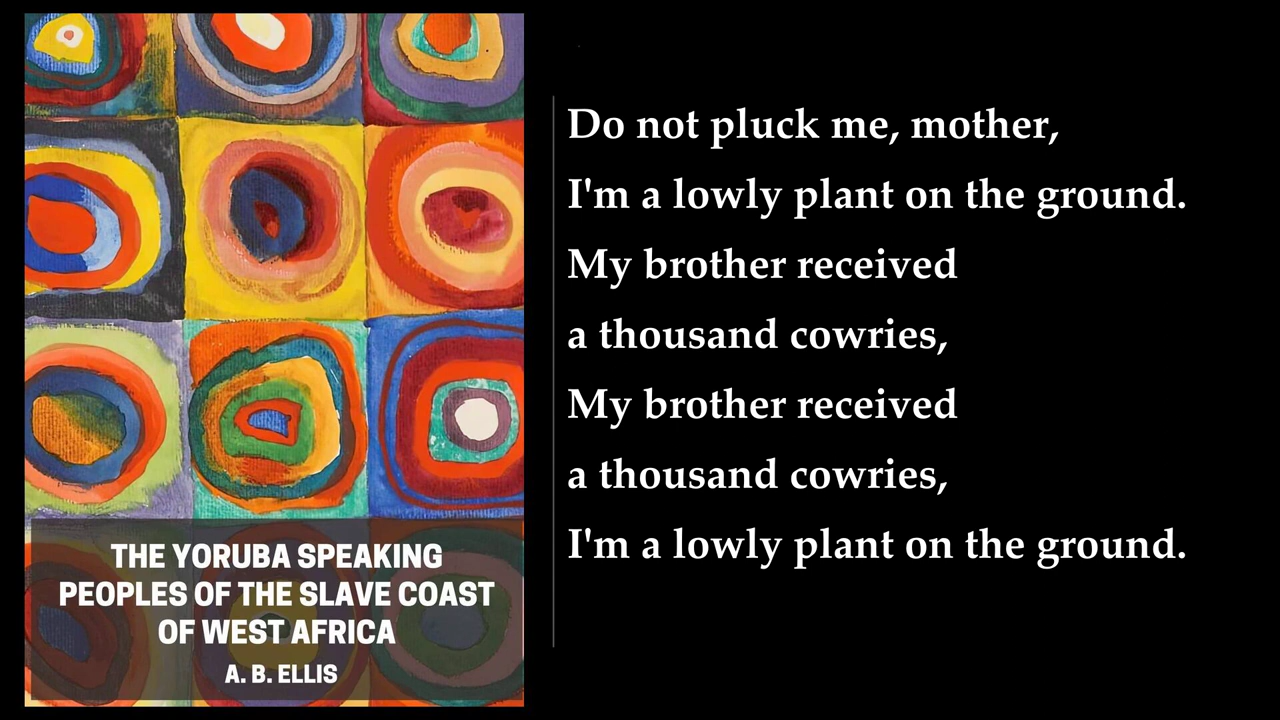 THE YORUBA SPEAKING
PEOPLES OF THE SLAVE COAST
OF WEST AFRICA
A. B. ELLIS
Do not pluck me, mother,
I'm a lowly plant on the ground.
My brother received
a thousand cowries,
My brother received
a thousand cowries,
I'm a lowly plant on the ground.